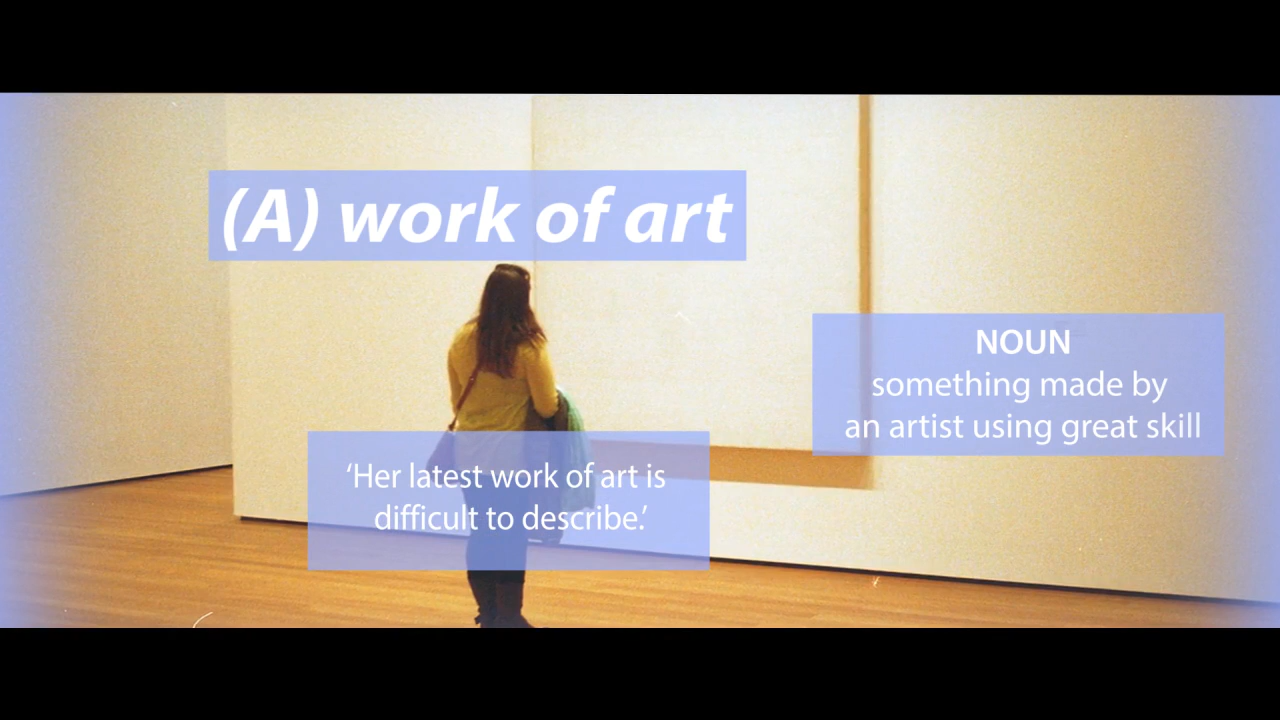 (A) work of art
NOUN
something made by
an artist using great skill
‘Her latest work of art is
difficult to describe.’